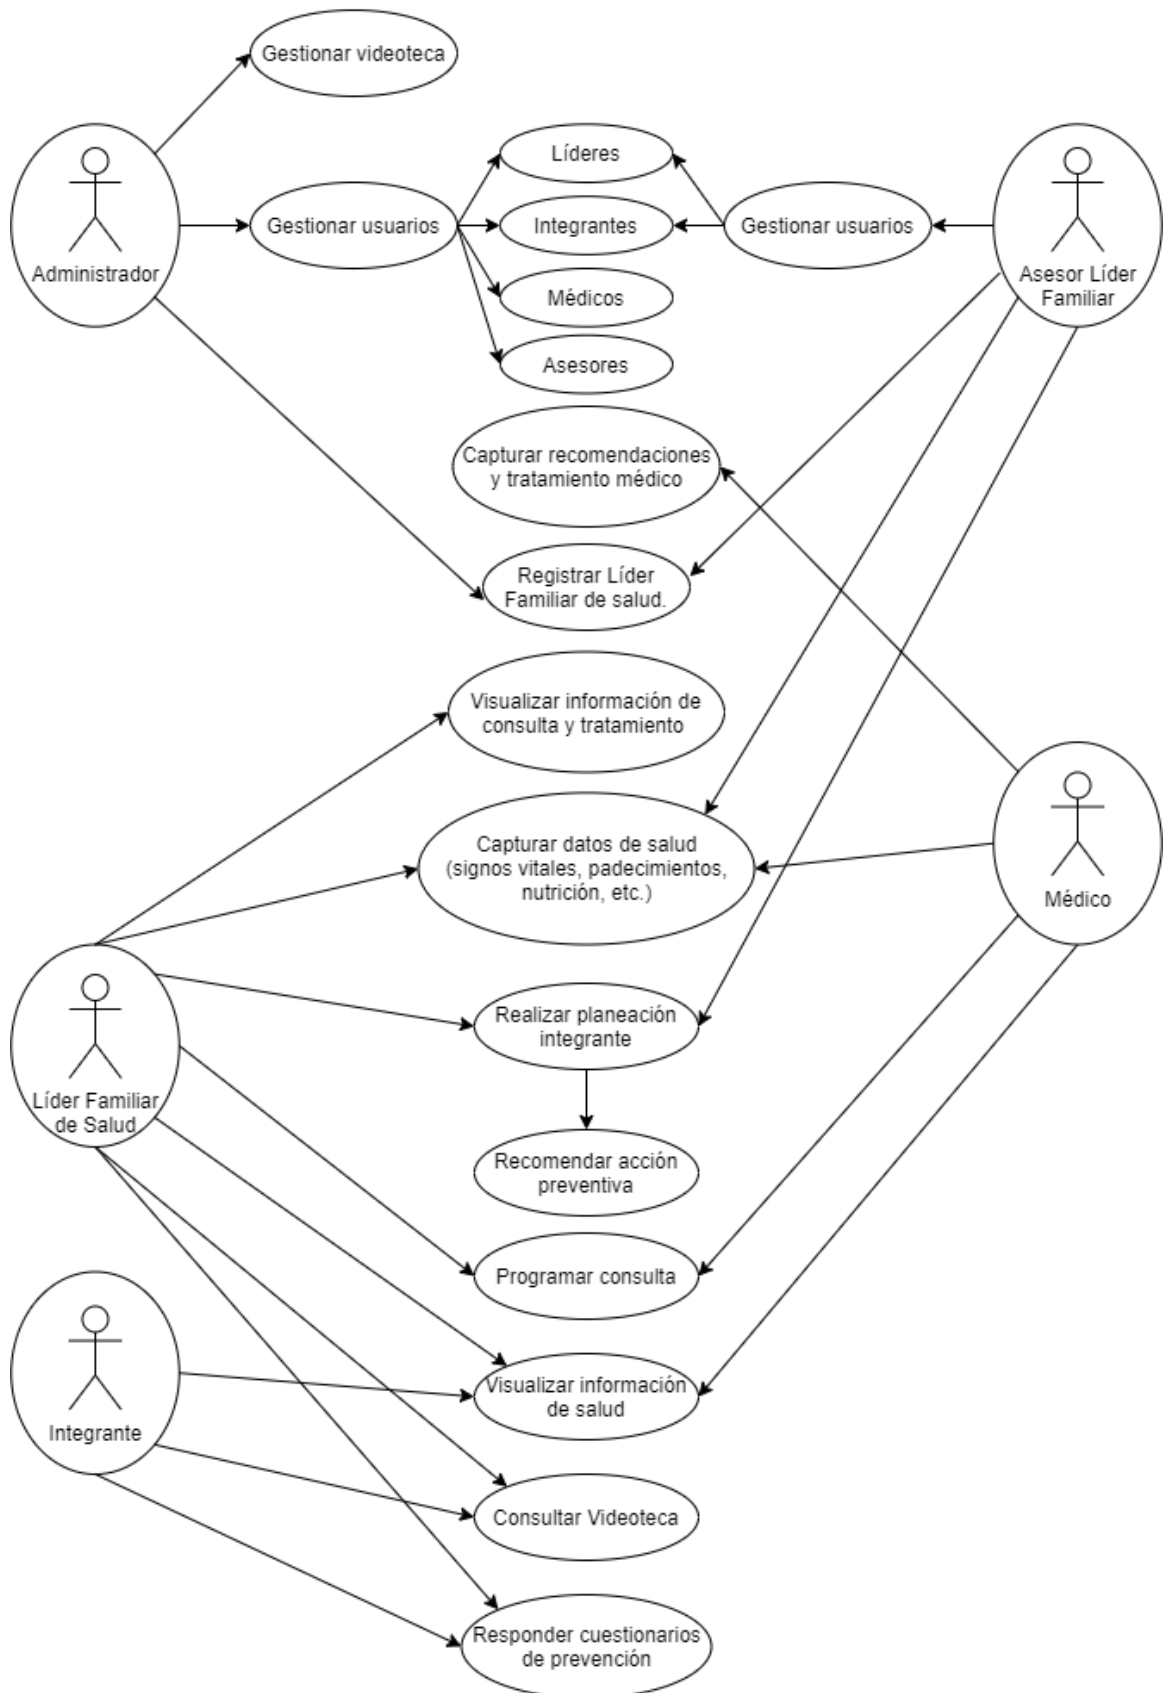 Gestionar videoteca
Líderes
Administrador
Gestionar usuarios
Integrantes
Gestionar usuarios
Asesor Líder
Familiar
Médicos
Asesores
Capturar recomendaciones
y tratamiento médico
Registrar Líder
Familiar de salud.
Visualizar información de
consulta y tratamiento
Capturar datos de salud
(signos vitales, padecimientos,
nutrición, etc.)
Médico
Realizar planeación
integrante
Líder Familiar
de Salud
Recomendar acción
preventiva
Programar consulta
Visualizar información
de salud
Integrante
Consultar Videoteca
Responder cuestionarios
de prevención